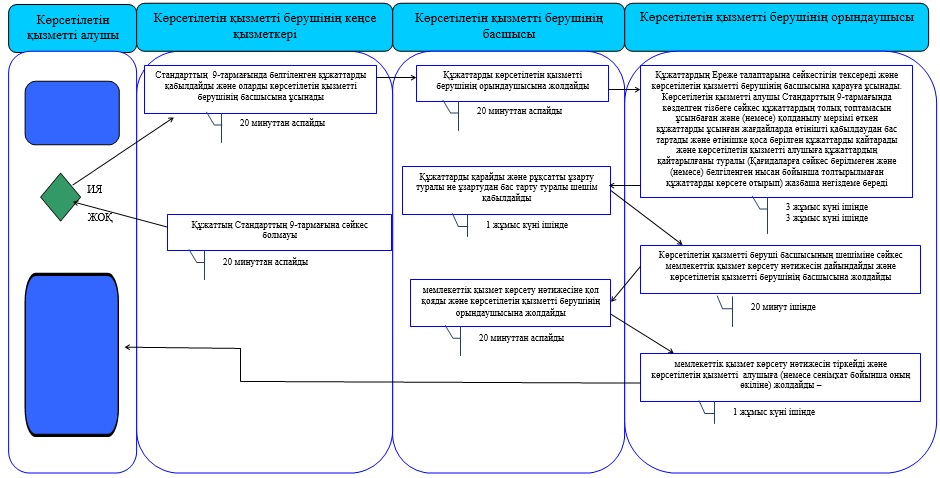 Көрсетілетін
қызметті алушы
Көрсетілетін қызметті берушінің кеңсе
қызметкері
Көрсетілетін қызметті берушінің
басшысы
Көрсетілетін қызметті берушінің орындаушысы
Стандарттың 9-тармағында белгіленген құжаттарды
қабылдайды және оларды көрсетілетін қызметті
берушінің басшысына ұсынады
20 минуттан аспайды
Құжаттарды көрсетілетін қызметті
берушінің орындаушысына жолдайды
20 минуттан аспайды
Құжаттардың Ереже талаптарына сәйкестігін тексереді және
көрсетілетін қызметті берушінің басшысына қарауға ұсынады.
Көрсетілетін қызметті алушы Стандарттың 9-тармағында
көзделген тізбеге сәйкес құжаттардың толық топтамасын
ұсынбаған және (немесе) қолданылу мерзімі өткен
құжаттарды ұсынған жағдайларда өтінішті қабылдаудан бас
тартады және өтінішке қоса берілген құжаттарды қайтарады
және көрсетілетін қызметті алушыға құжаттардың
қайтарылғаны туралы (Қағидаларға сәйкес берілмеген және
(немесе) белгіленген нысан бойынша толтырылмаған
құжаттарды көрсете отырып) жазбаша негіздеме береді
3 жұмыс күні ішінде
3 жұмыс күні ішінде
ИЯ
ЖОҚ
Құжаттарды қарайды және рұқсатты ұзарту
туралы не ұзартудан бас тарту туралы шешім
қабылдайды
1 жұмыс күні ішінде
Құжаттың Стандарттың 9-тармағына сәйкес
болмауы
20 минуттан аспайды
Көрсетілетін қызметті беруші басшысының шешіміне сәйкес
мемлекеттік қызмет көрсету нәтижесін дайындайды және
көрсетілетін қызметті берушінің басшысына жолдайды
20 минут ішінде
мемлекеттік қызмет көрсету нәтижесіне қол
қояды және көрсетілетін қызметті берушінің
орындаушысына жолдайды
20 минуттан аспайды
мемлекеттік қызмет көрсету нәтижесін тіркейді және
көрсетілетін қызметті алушыға (немесе сенімхат бойынша оның
өкіліне) жолдайды –
1 жұмыс күні ішінде